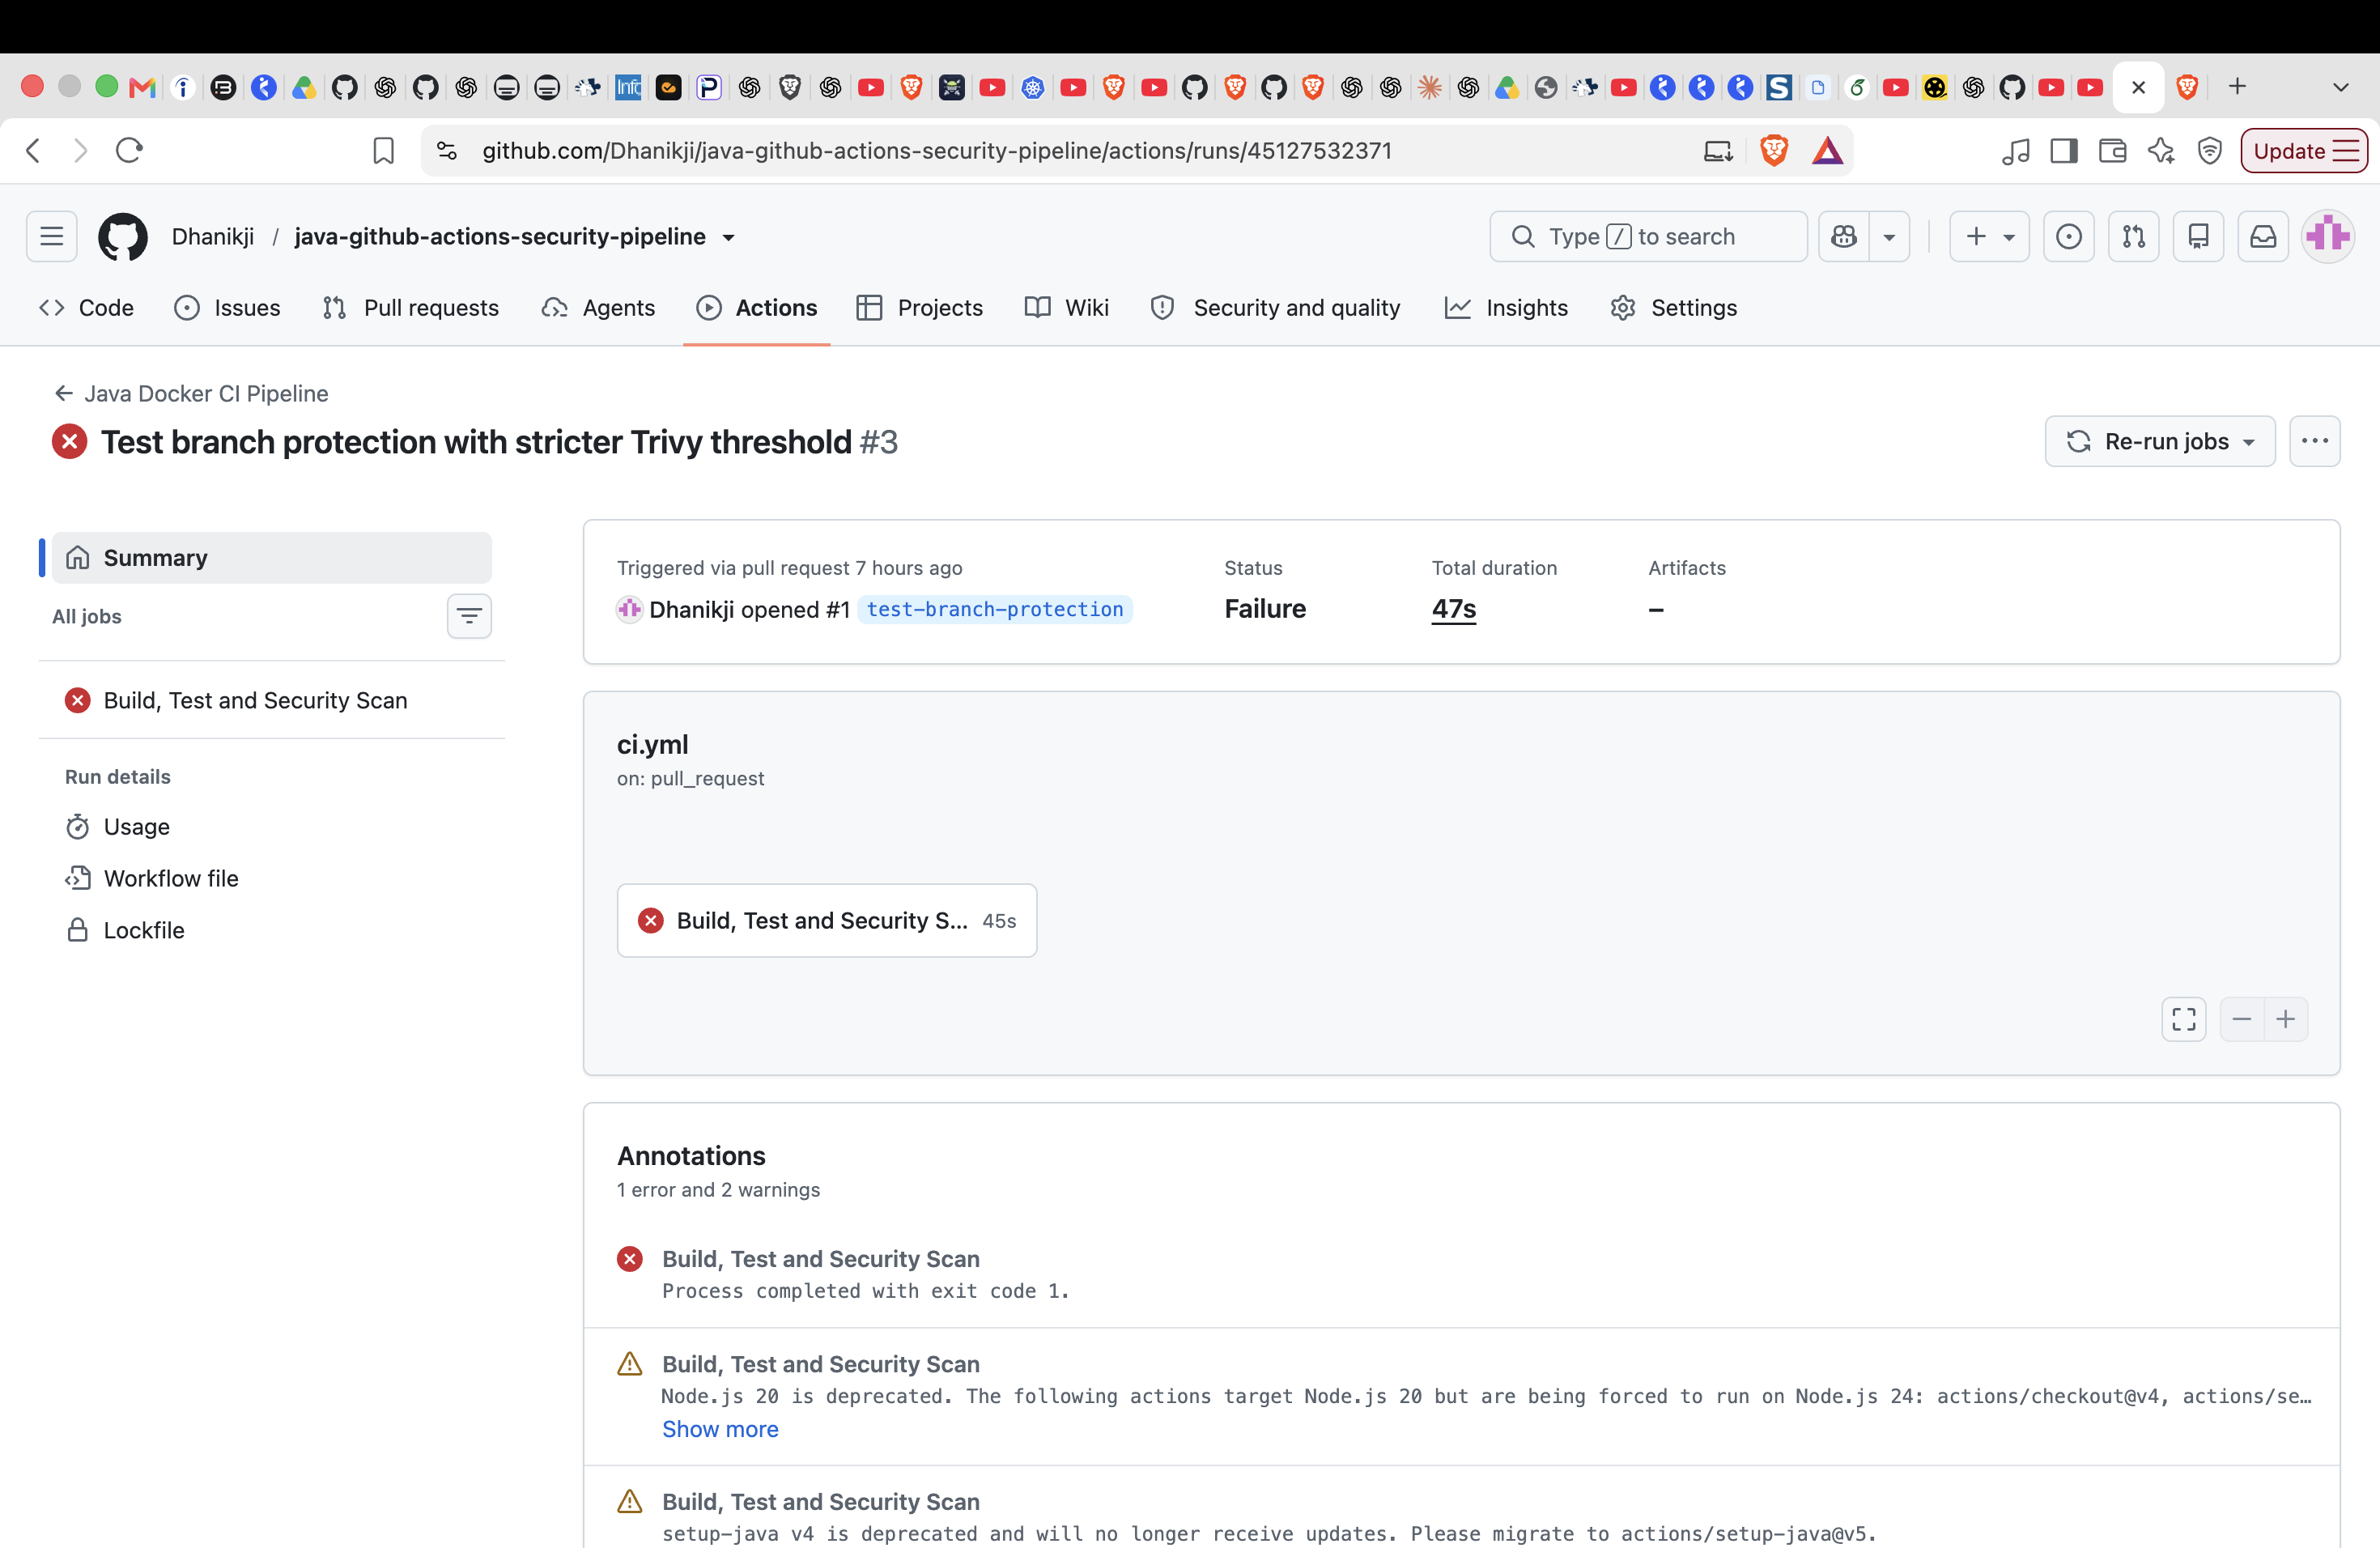 github.com/Dhanikji/java-github-actions-security-pipeline/actions/runs/45127532371
Update
Dhanikji / java-github-actions-security-pipeline
Type / to search
Code
Issues
Pull requests
Agents
Actions
Projects
Wiki
Security and quality
Insights
Settings
Java Docker CI Pipeline
Test branch protection with stricter Trivy threshold #3
Re-run jobs
Summary
All jobs
Build, Test and Security Scan
Run details
Usage
Workflow file
Lockfile
Triggered via pull request 7 hours ago
Dhanikji opened #1 test-branch-protection
Status
Failure
Total duration
47s
Artifacts
–
ci.yml
on: pull_request
Build, Test and Security S... 45s
Annotations
1 error and 2 warnings
Build, Test and Security Scan
Process completed with exit code 1.
Build, Test and Security Scan
Node.js 20 is deprecated. The following actions target Node.js 20 but are being forced to run on Node.js 24: actions/checkout@v4, actions/se…
Show more
Build, Test and Security Scan
setup-java v4 is deprecated and will no longer receive updates. Please migrate to actions/setup-java@v5.